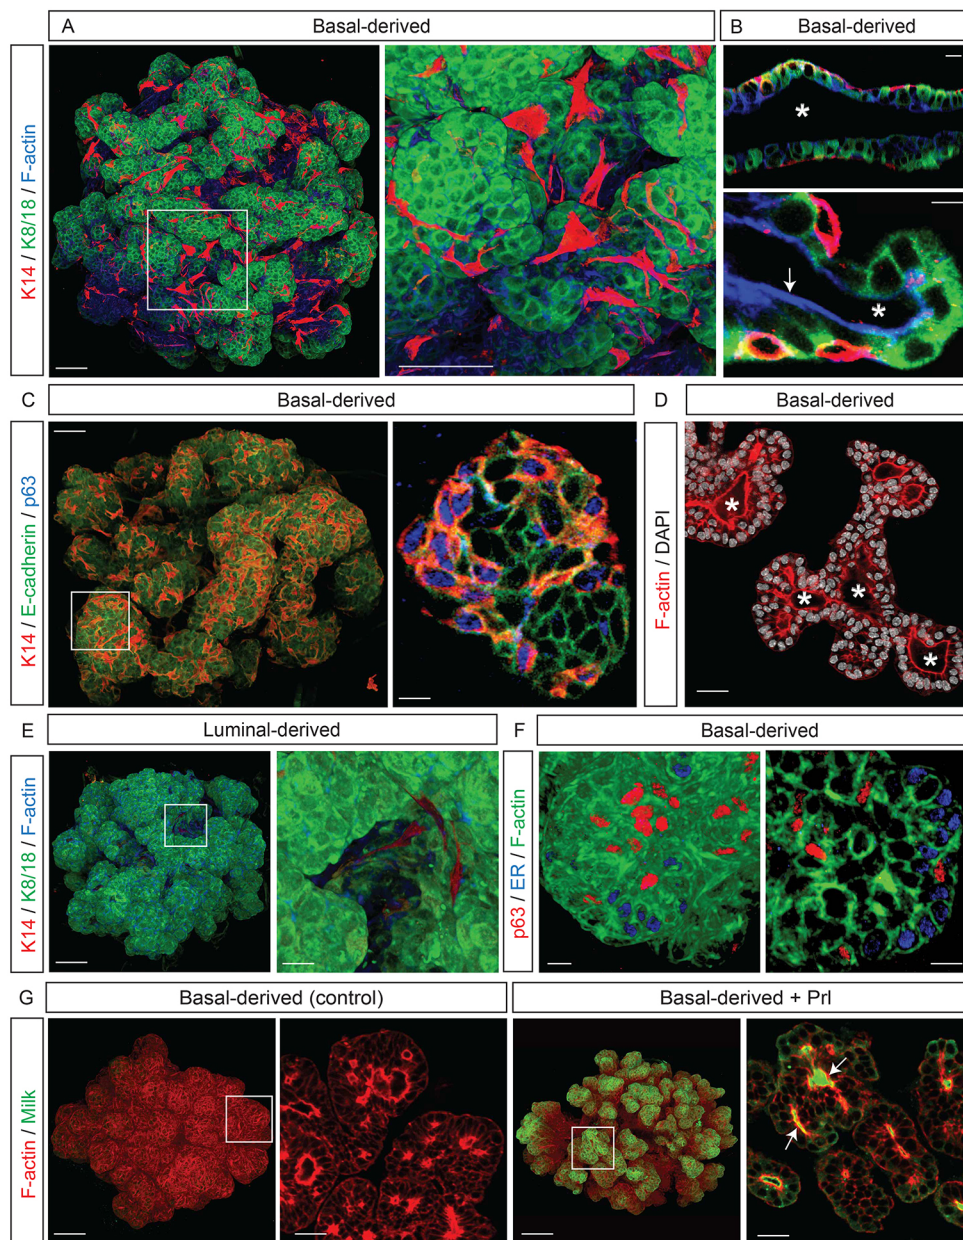 A
Basal-derived
B
Basal-derived
K14 / K8/18 / F-actin
*
*
C
Basal-derived
D
Basal-derived
K14 / E-cadherin / p63
F-actin / DAPI
*
*
*
*
E
Luminal-derived
F
Basal-derived
K14 / K8/18 / F-actin
p63 / ER / F-actin
G
Basal-derived (control)
Basal-derived + Prl
F-actin / Milk